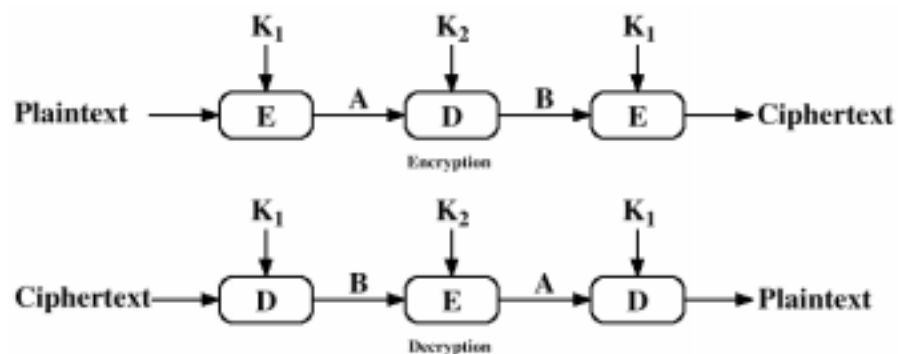 K1 K2 K1
Plaintext E A D B E Ciphertext
Encryption
K1 K2 K1
Ciphertext D B E A D Plaintext
Decryption